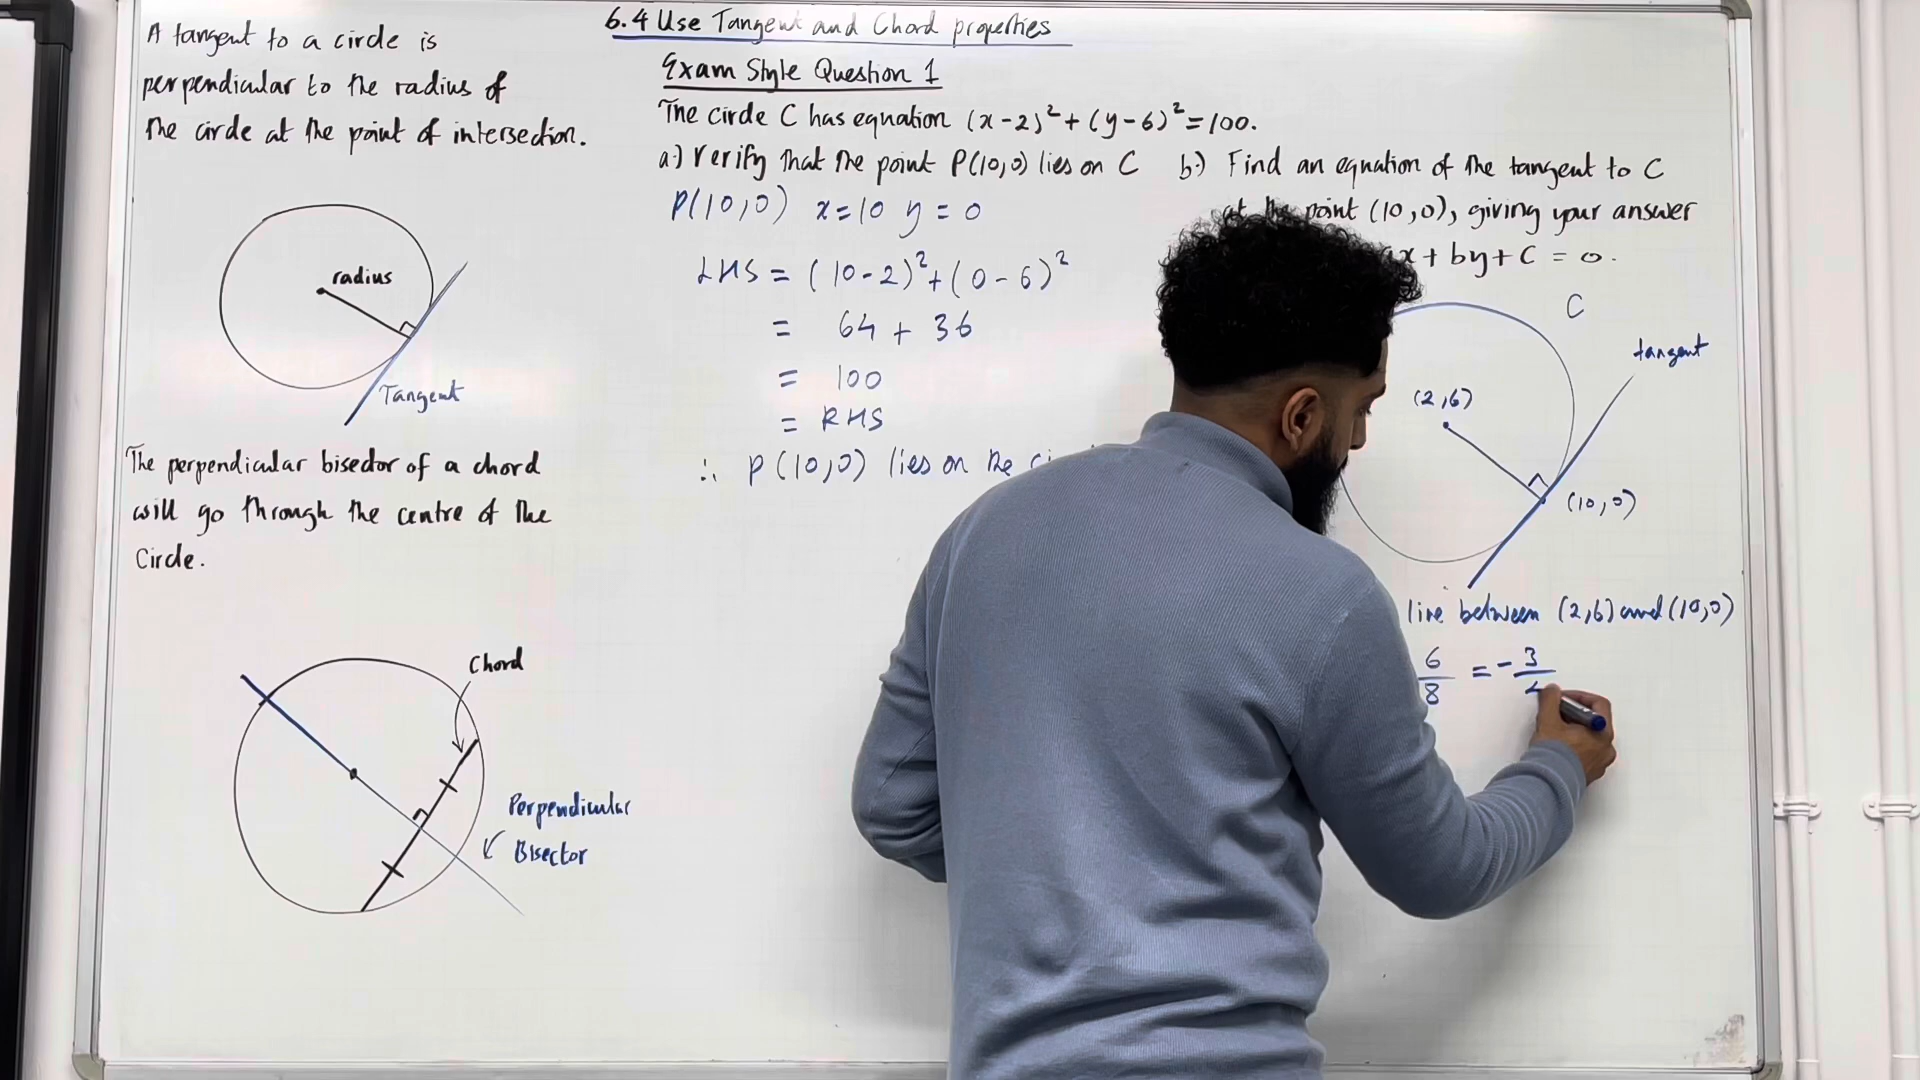 6.4 Use Tangent and Chord properties
A tangent to a circle is
perpendicular to the radius of
the circle at the point of intersection.
radius
Tangent
The perpendicular bisector of a chord
will go through the centre of the
Circle.
Chord
Perpendicular
Bisector
Exam Style Question 1
The circle C has equation (x-2)²+(y-6)²=100.
a.) Verify that the point P(10,0) lies on C
P(10,0) x=10 y=0
LHS = (10-2)²+(0-6)²
= 64 + 36
= 100
= RHS
∴ P(10,0) lies on the
b.) Find an equation of the tangent to C
at the point (10,0), giving your answer
ax + by + c = 0.
C
tangent
(2,6)
(10,0)
line between (2,6) and (10,0)
6/8 = -3/4